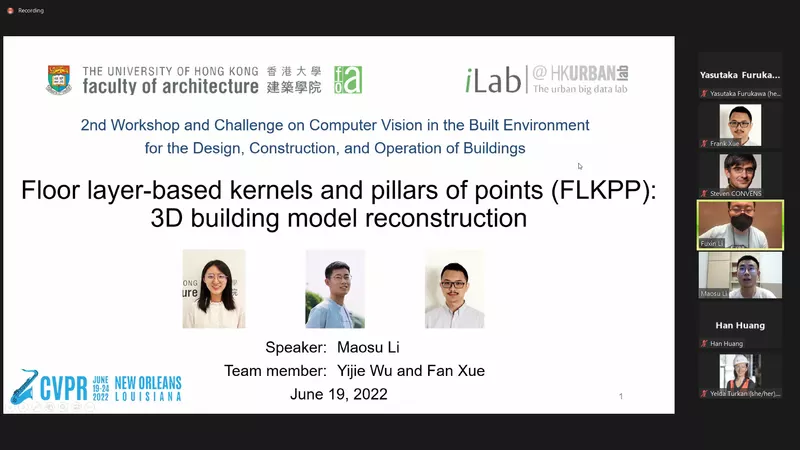 Recording
THE UNIVERSITY OF HONG KONG 香港大學
faculty of architecture 建築學院
foa
iLab @ HKURBANlab
The urban big data lab
2nd Workshop and Challenge on Computer Vision in the Built Environment
for the Design, Construction, and Operation of Buildings
Floor layer-based kernels and pillars of points (FLKPP):
3D building model reconstruction
Speaker: Maosu Li
Team member: Yijie Wu and Fan Xue
June 19, 2022
1
CVPR JUNE 19-24 2022 NEW ORLEANS LOUISIANA
Yasutaka Furuka...
Yasutaka Furukawa (he...
Frank Xue
Steven CONVENS
Fuxin Li
Maosu Li
Han Huang
Han Huang
Yelda Turkan (she/her)